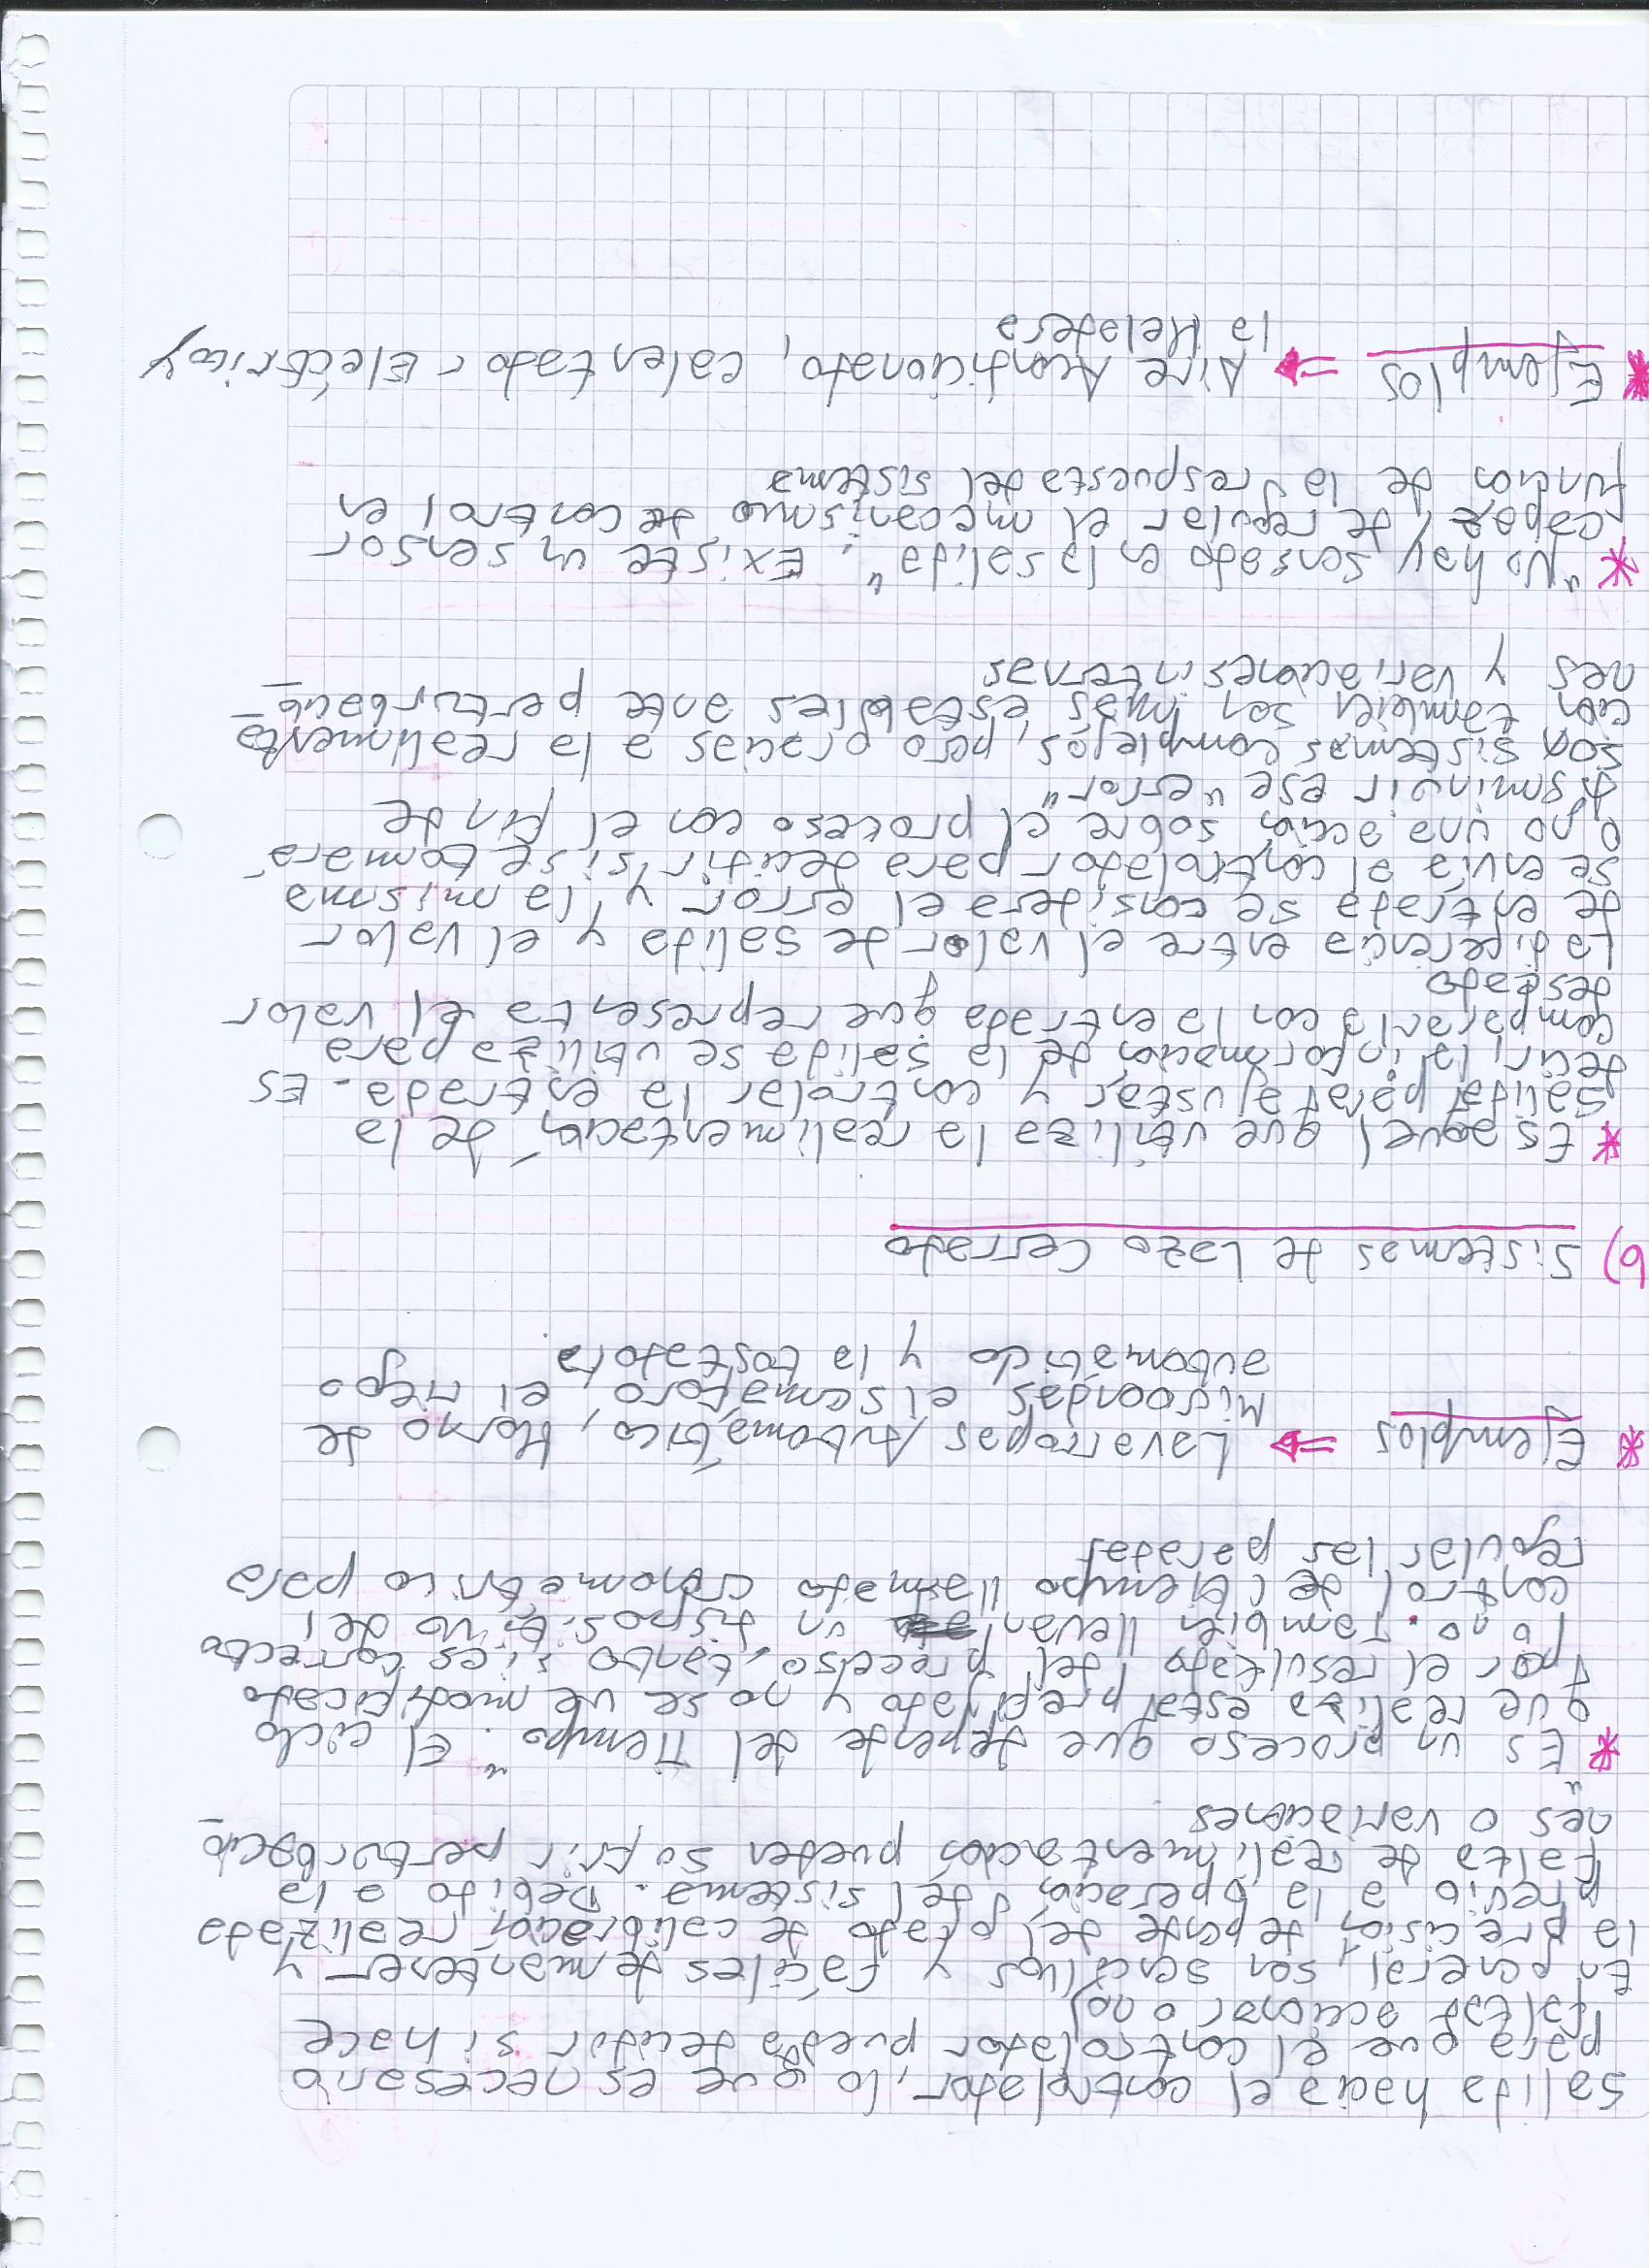 salida hacia el controlador, lo que es necesario
para que el controlador pueda decidir si hace
falta accionar o no)
En general, son sencillos y fáciles de mantener y
la precisión depende del grado de calibración realizada
previo a la operación del sistema. Debido a la
falta de realimentación pueden sufrir perturbacio_
nes o variaciones.
* "Es un proceso que depende del Tiempo". El ciclo
que realiza estar prefijado y no se ve modificado
por el resultado del proceso, tanto si es correcto
o no. También llevan un dispositivo de
control de tiempo llamado cronométrico para
regular las paradas
* Ejemplos ⇒ Lavarropas Automático, Horno de
Microondas, el semáforo, el riego
automático y la tostadora.
b) Sistemas de Lazo Cerrado
* Es aquel que utiliza la realimentación de la
salida para ajustar y controlar la entrada. Es
decir, la información de la salida se utiliza para
compararla con la entrada que representa el valor
deseado
La diferencia entre el valor de salida y el valor
de entrada se considera el error y la misma
se envía al controlador para decidir si se tomará
o no una acción sobre el proceso con el fin de
disminuir ese "error"
son sistemas complejos, pero gracias a la realimenta_
ción también son más estables ante perturbacio_
nes y variaciones internas
* "No hay sensado en la salida". Existe un sensor
capaz de regular el mecanismo de control en
función de la respuesta del sistema
* Ejemplos ⇒ Aire Acondicionado, calentador Eléctrico y
la Heladera